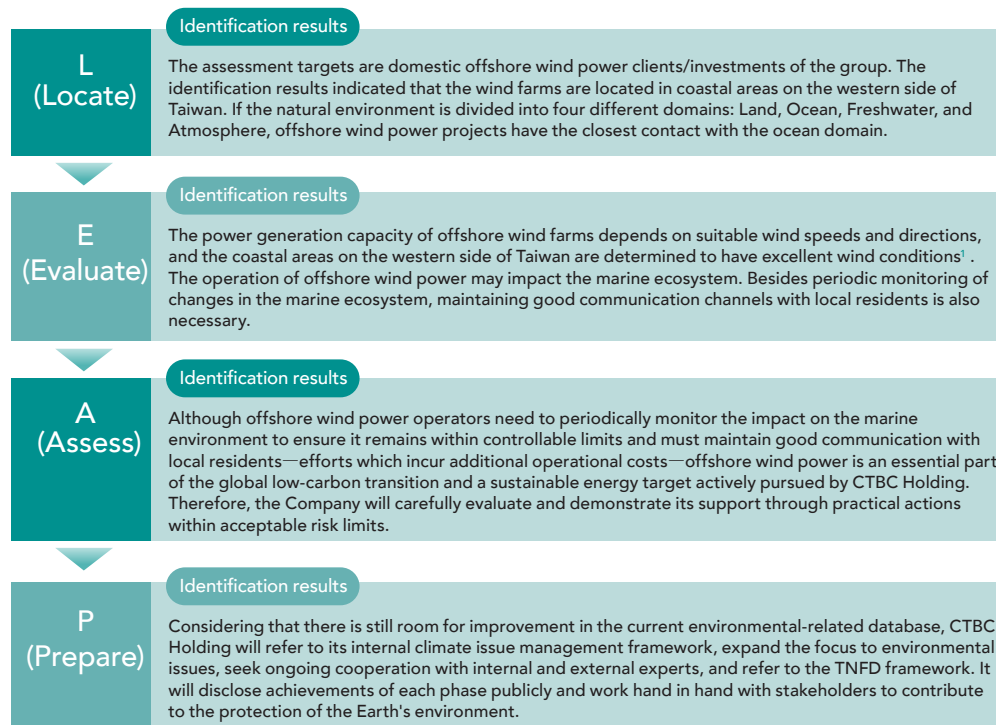 Identification results
L
(Locate)
The assessment targets are domestic offshore wind power clients/investments of the group. The
identification results indicated that the wind farms are located in coastal areas on the western side of
Taiwan. If the natural environment is divided into four different domains: Land, Ocean, Freshwater, and
Atmosphere, offshore wind power projects have the closest contact with the ocean domain.
Identification results
E
(Evaluate)
The power generation capacity of offshore wind farms depends on suitable wind speeds and directions,
and the coastal areas on the western side of Taiwan are determined to have excellent wind conditions¹ .
The operation of offshore wind power may impact the marine ecosystem. Besides periodic monitoring of
changes in the marine ecosystem, maintaining good communication channels with local residents is also
necessary.
Identification results
A
(Assess)
Although offshore wind power operators need to periodically monitor the impact on the marine
environment to ensure it remains within controllable limits and must maintain good communication with
local residents—efforts which incur additional operational costs—offshore wind power is an essential part
of the global low-carbon transition and a sustainable energy target actively pursued by CTBC Holding.
Therefore, the Company will carefully evaluate and demonstrate its support through practical actions
within acceptable risk limits.
Identification results
P
(Prepare)
Considering that there is still room for improvement in the current environmental-related database, CTBC
Holding will refer to its internal climate issue management framework, expand the focus to environmental
issues, seek ongoing cooperation with internal and external experts, and refer to the TNFD framework. It
will disclose achievements of each phase publicly and work hand in hand with stakeholders to contribute
to the protection of the Earth's environment.